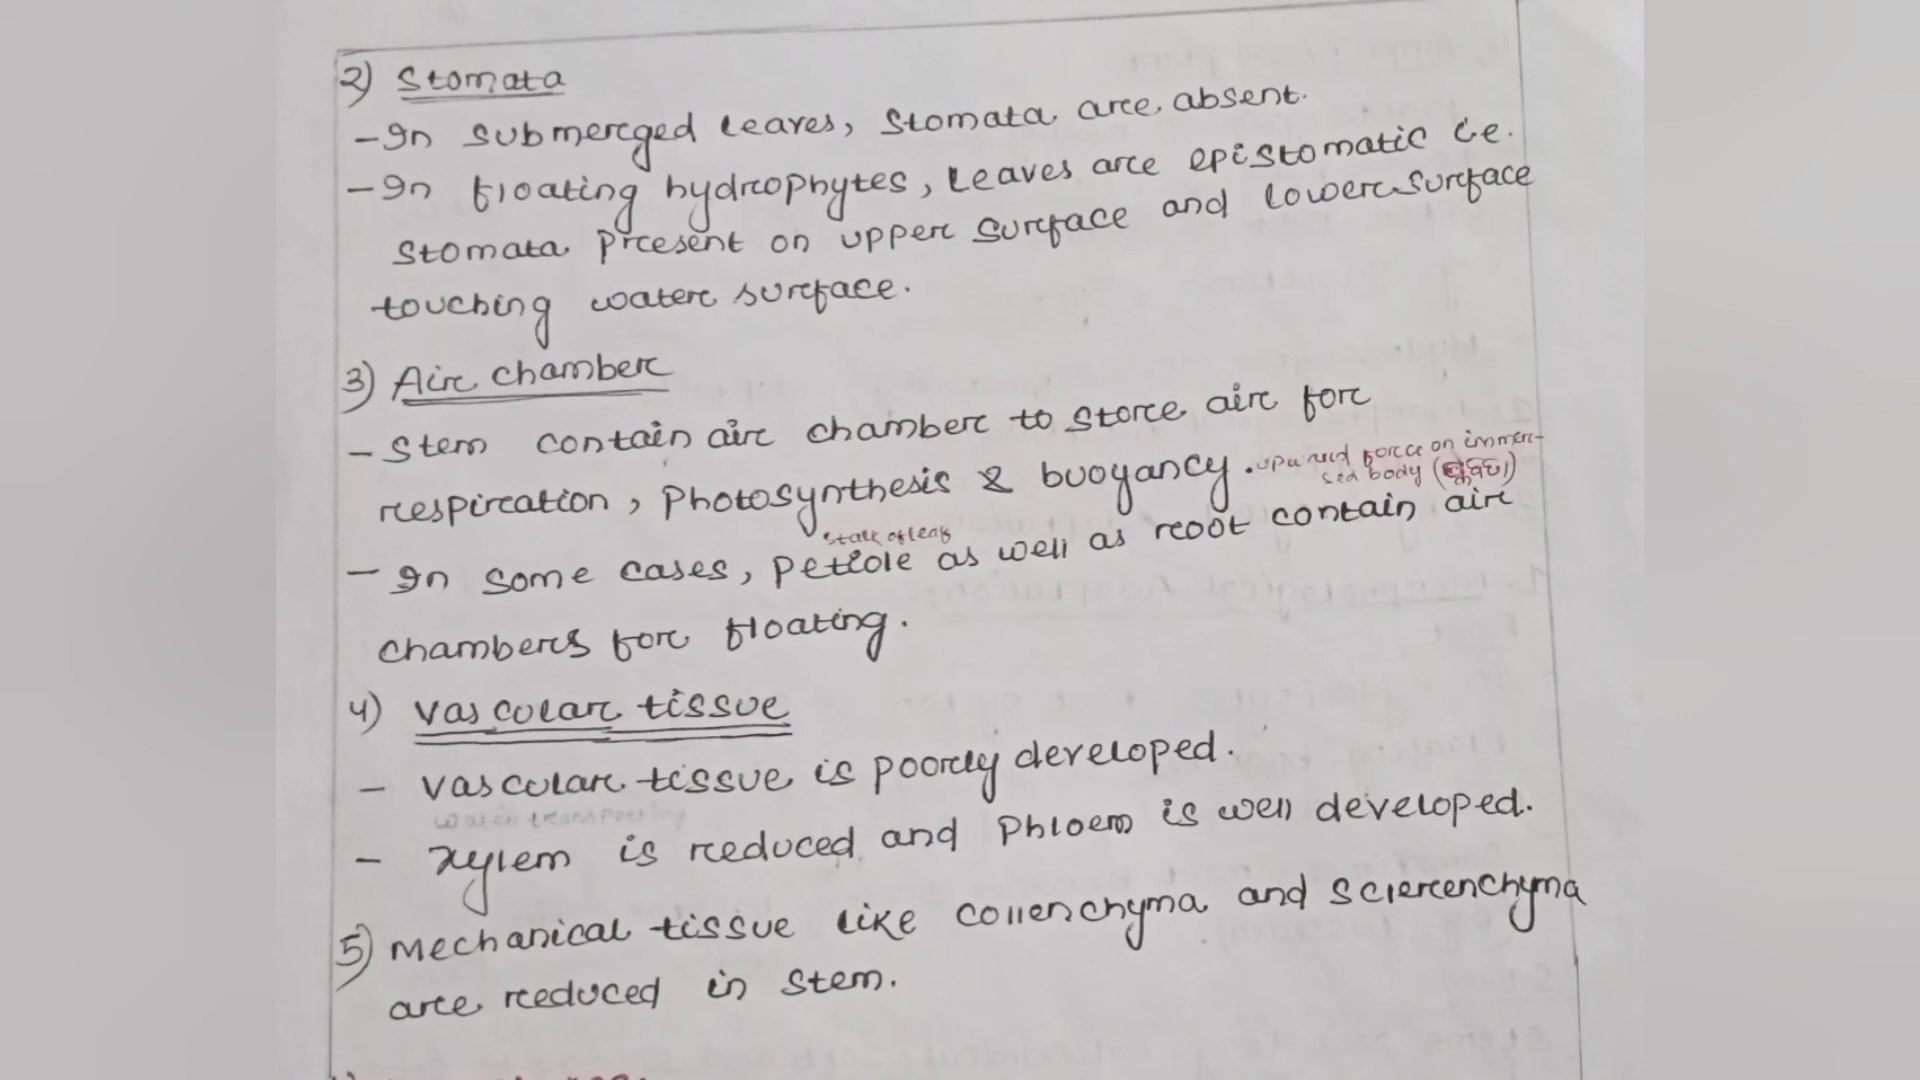 2) Stomata
- In submerged leaves, stomata are absent.
- In floating hydrophytes, Leaves are epistomatic i.e.
stomata Present on upper surface and lower surface
touching water surface.
3) Air chamber
- Stem contain air chamber to store air for
respiration, Photosynthesis & buoyancy. upward force on immer-
sed body
stalk of leaf
- In some cases, petiole as well as root contain air
chambers for floating.
4) Vascular tissue
- Vascular tissue is poorly developed.
water transporting
- Xylem is reduced and Phloem is well developed.
5) Mechanical tissue like collenchyma and sclerenchyma
are reduced in stem.